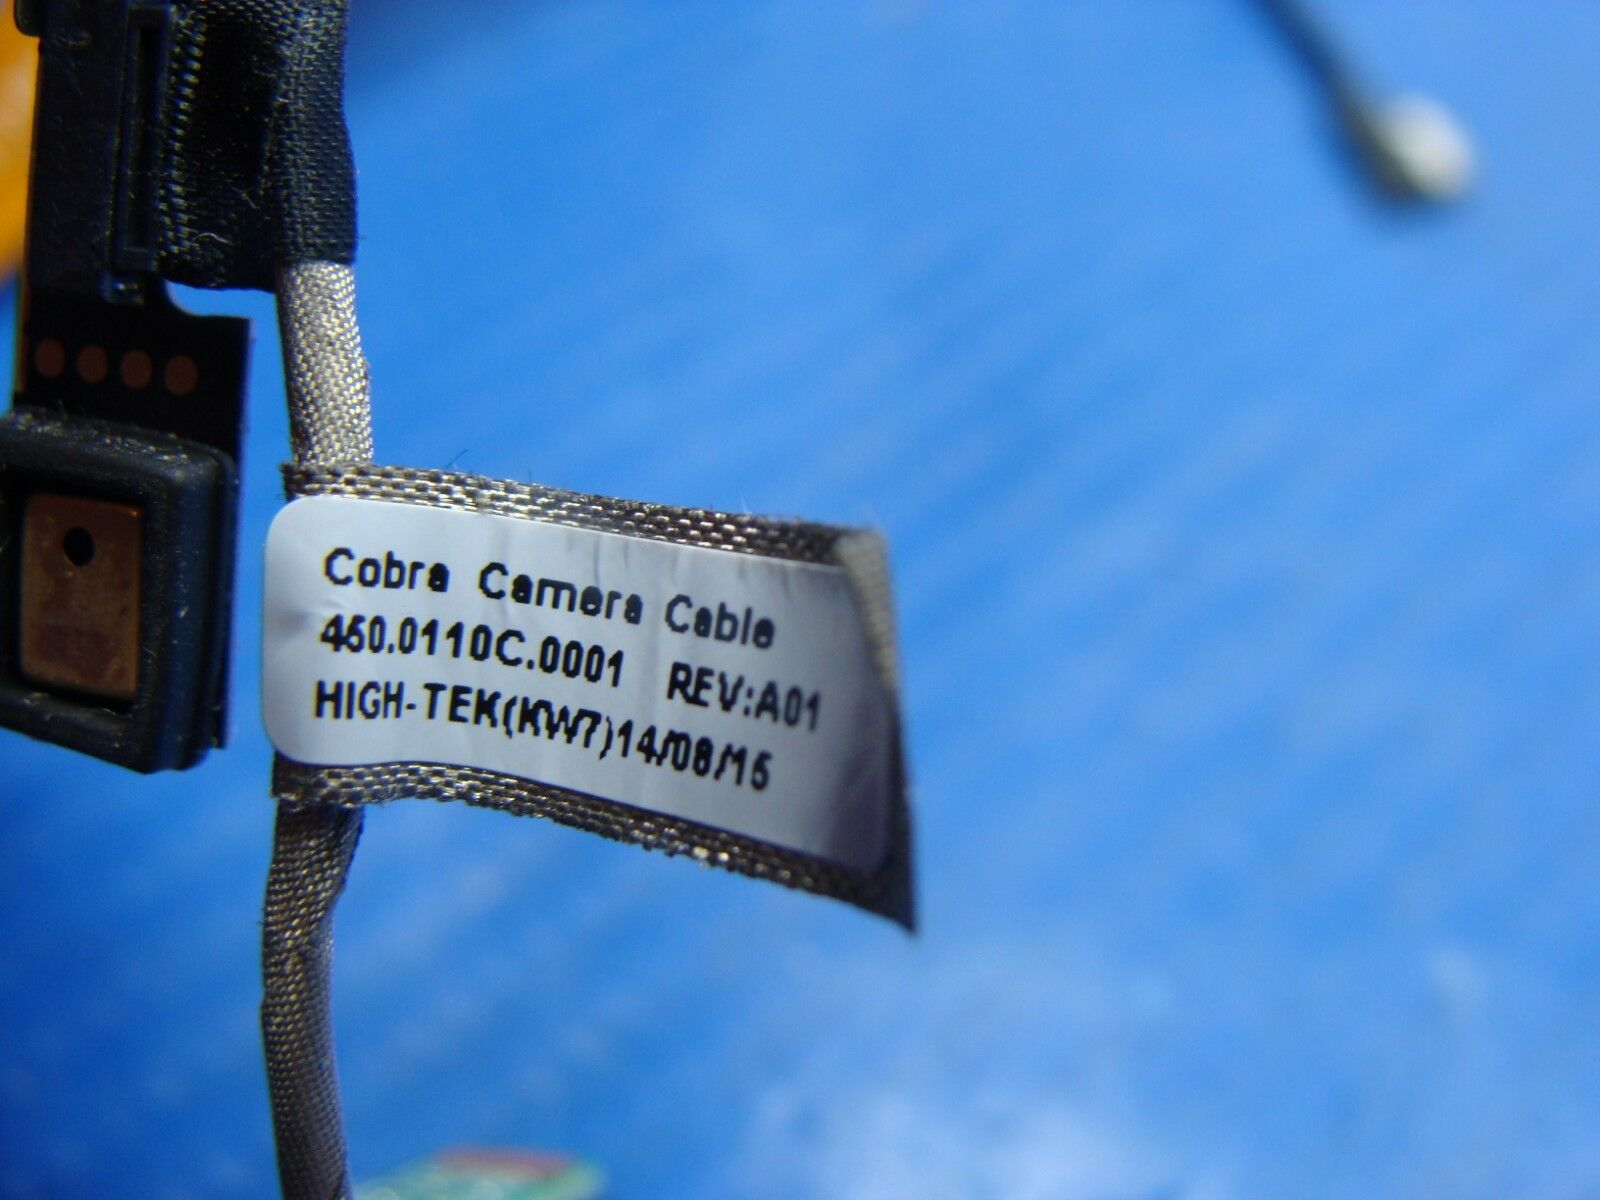 Cobra Camera Cable
450.0110C.0001 REV:A01
HIGH-TEK(KW7)14/08/15